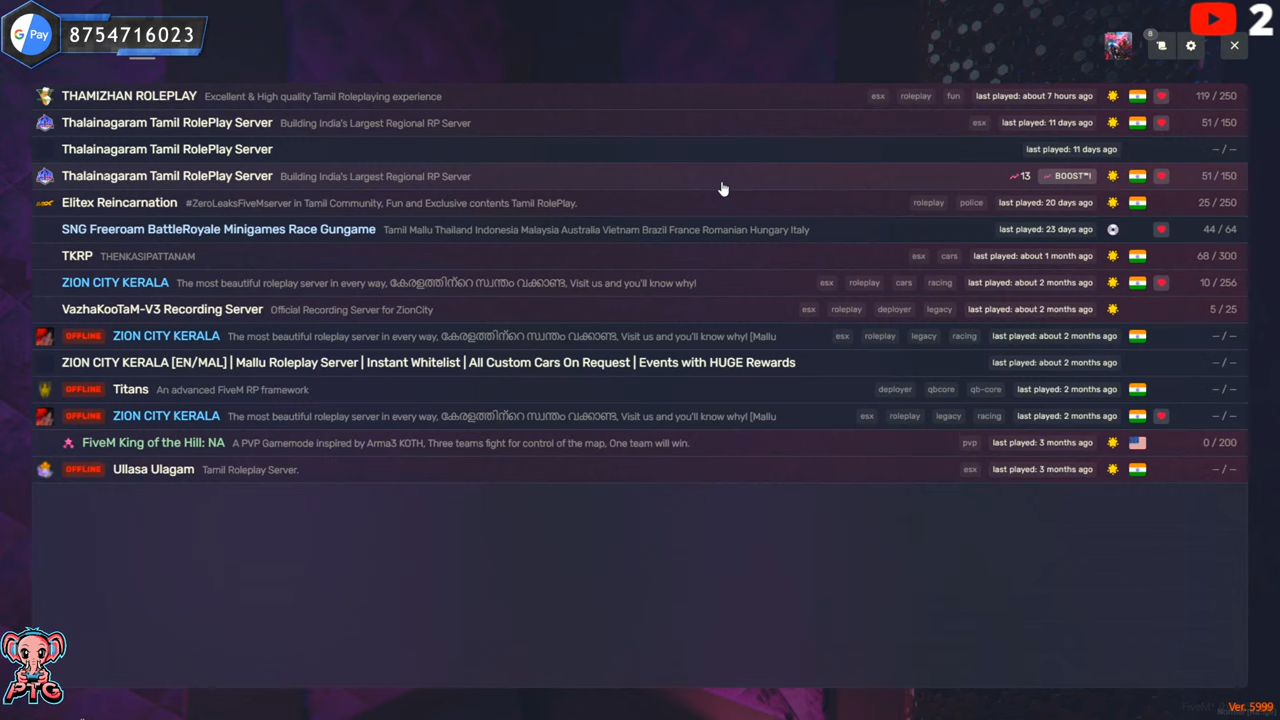 G Pay 8754716023
2
8
THAMIZHAN ROLEPLAY Excellent & High quality Tamil Roleplaying experience esx roleplay fun last played: about 7 hours ago 119 / 250
Thalainagaram Tamil RolePlay Server Building India's Largest Regional RP Server esx last played: 11 days ago 51 / 150
Thalainagaram Tamil RolePlay Server last played: 11 days ago – / –
Thalainagaram Tamil RolePlay Server Building India's Largest Regional RP Server 13 BOOST™! 51 / 150
Elitex Reincarnation #ZeroLeaksFiveMserver in Tamil Community, Fun and Exclusive contents Tamil RolePlay. roleplay police last played: 20 days ago 25 / 250
SNG Freeroam BattleRoyale Minigames Race Gungame Tamil Mallu Thailand Indonesia Malaysia Australia Vietnam Brazil France Romanian Hungary Italy last played: 23 days ago 44 / 64
TKRP THENKASIPATTANAM esx cars last played: about 1 month ago 68 / 300
ZION CITY KERALA The most beautiful roleplay server in every way, കേരളത്തിന്റെ സ്വന്തം വക്കാണ്ട, Visit us and you'll know why! esx roleplay cars racing last played: about 2 months ago 10 / 256
VazhaKooTaM-V3 Recording Server Official Recording Server for ZionCity esx roleplay deployer legacy last played: about 2 months ago 5 / 25
OFFLINE ZION CITY KERALA The most beautiful roleplay server in every way, കേരളത്തിന്റെ സ്വന്തം വക്കാണ്ട, Visit us and you'll know why! [Mallu esx roleplay legacy racing last played: about 2 months ago – / –
ZION CITY KERALA [EN/MAL] | Mallu Roleplay Server | Instant Whitelist | All Custom Cars On Request | Events with HUGE Rewards last played: about 2 months ago – / –
OFFLINE Titans An advanced FiveM RP framework deployer qbcore qb-core last played: 2 months ago – / –
OFFLINE ZION CITY KERALA The most beautiful roleplay server in every way, കേരളത്തിന്റെ സ്വന്തം വക്കാണ്ട, Visit us and you'll know why! [Mallu esx roleplay legacy racing last played: 2 months ago – / –
FiveM King of the Hill: NA A PVP Gamemode inspired by Arma3 KOTH, Three teams fight for control of the map, One team will win. pvp last played: 3 months ago 0 / 200
OFFLINE Ullasa Ulagam Tamil Roleplay Server. esx last played: 3 months ago – / –
PTG
Ver. 5999